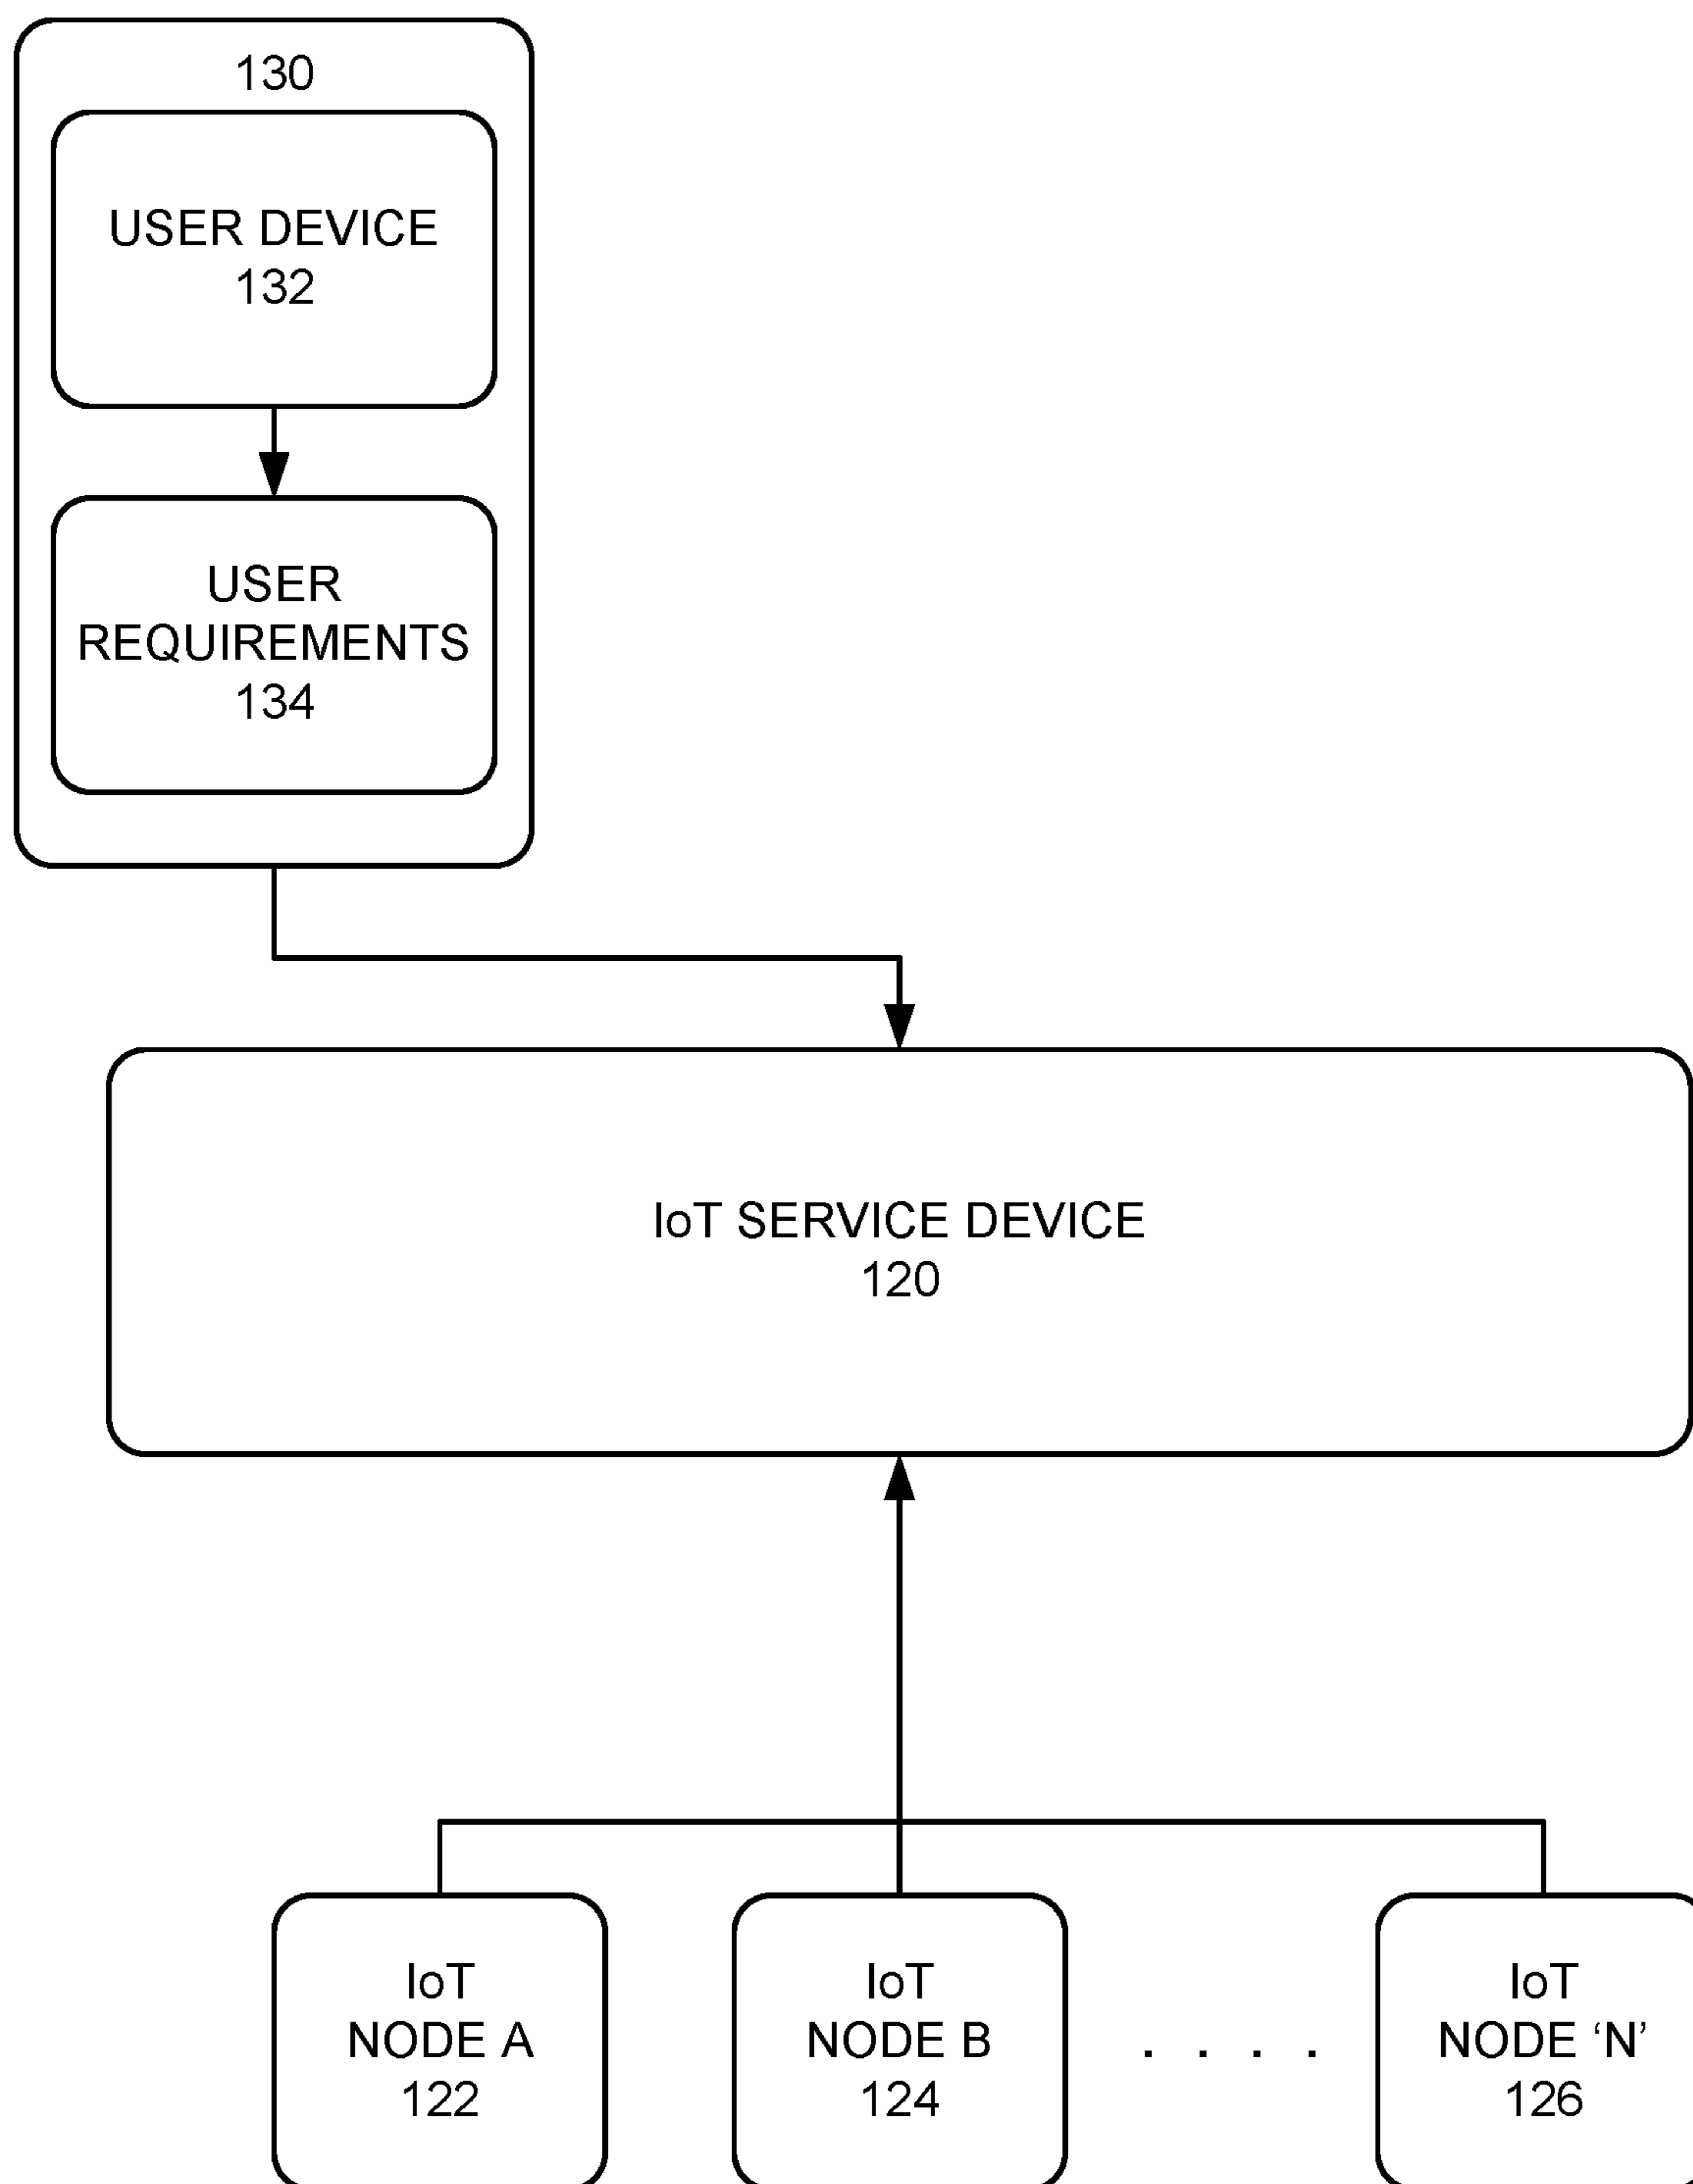 130
USER DEVICE
132
USER
REQUIREMENTS
134
IoT SERVICE DEVICE
120
IoT
NODE A
122
IoT
NODE B
124
. . . .
IoT
NODE ‘N’
126